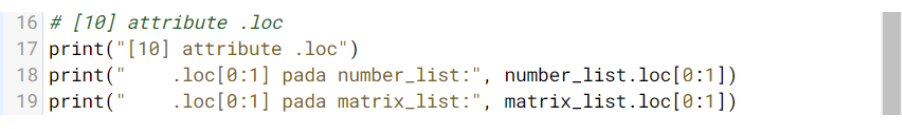 16 # [10] attribute .loc
17 print("[10] attribute .loc")
18 print("    .loc[0:1] pada number_list:", number_list.loc[0:1])
19 print("    .loc[0:1] pada matrix_list:", matrix_list.loc[0:1])